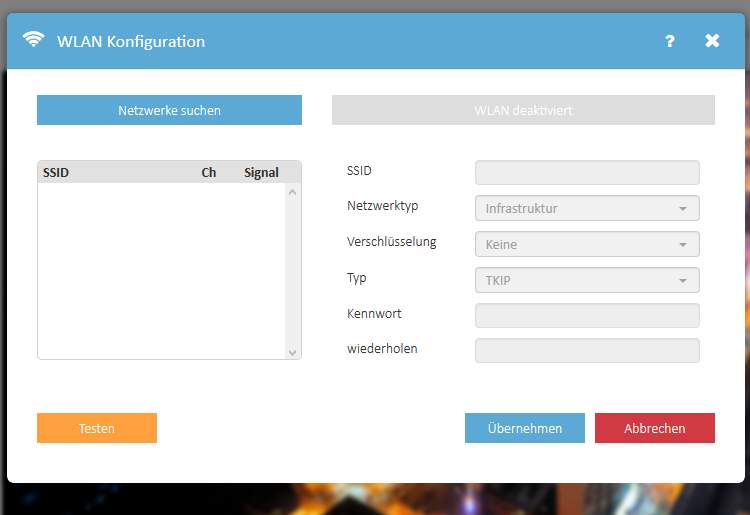 WLAN Konfiguration ?
Netzwerke suchen
WLAN deaktiviert
SSID Ch Signal
SSID
Netzwerktyp Infrastruktur
Verschlüsselung Keine
Typ TKIP
Kennwort
wiederholen
Testen Übernehmen Abbrechen